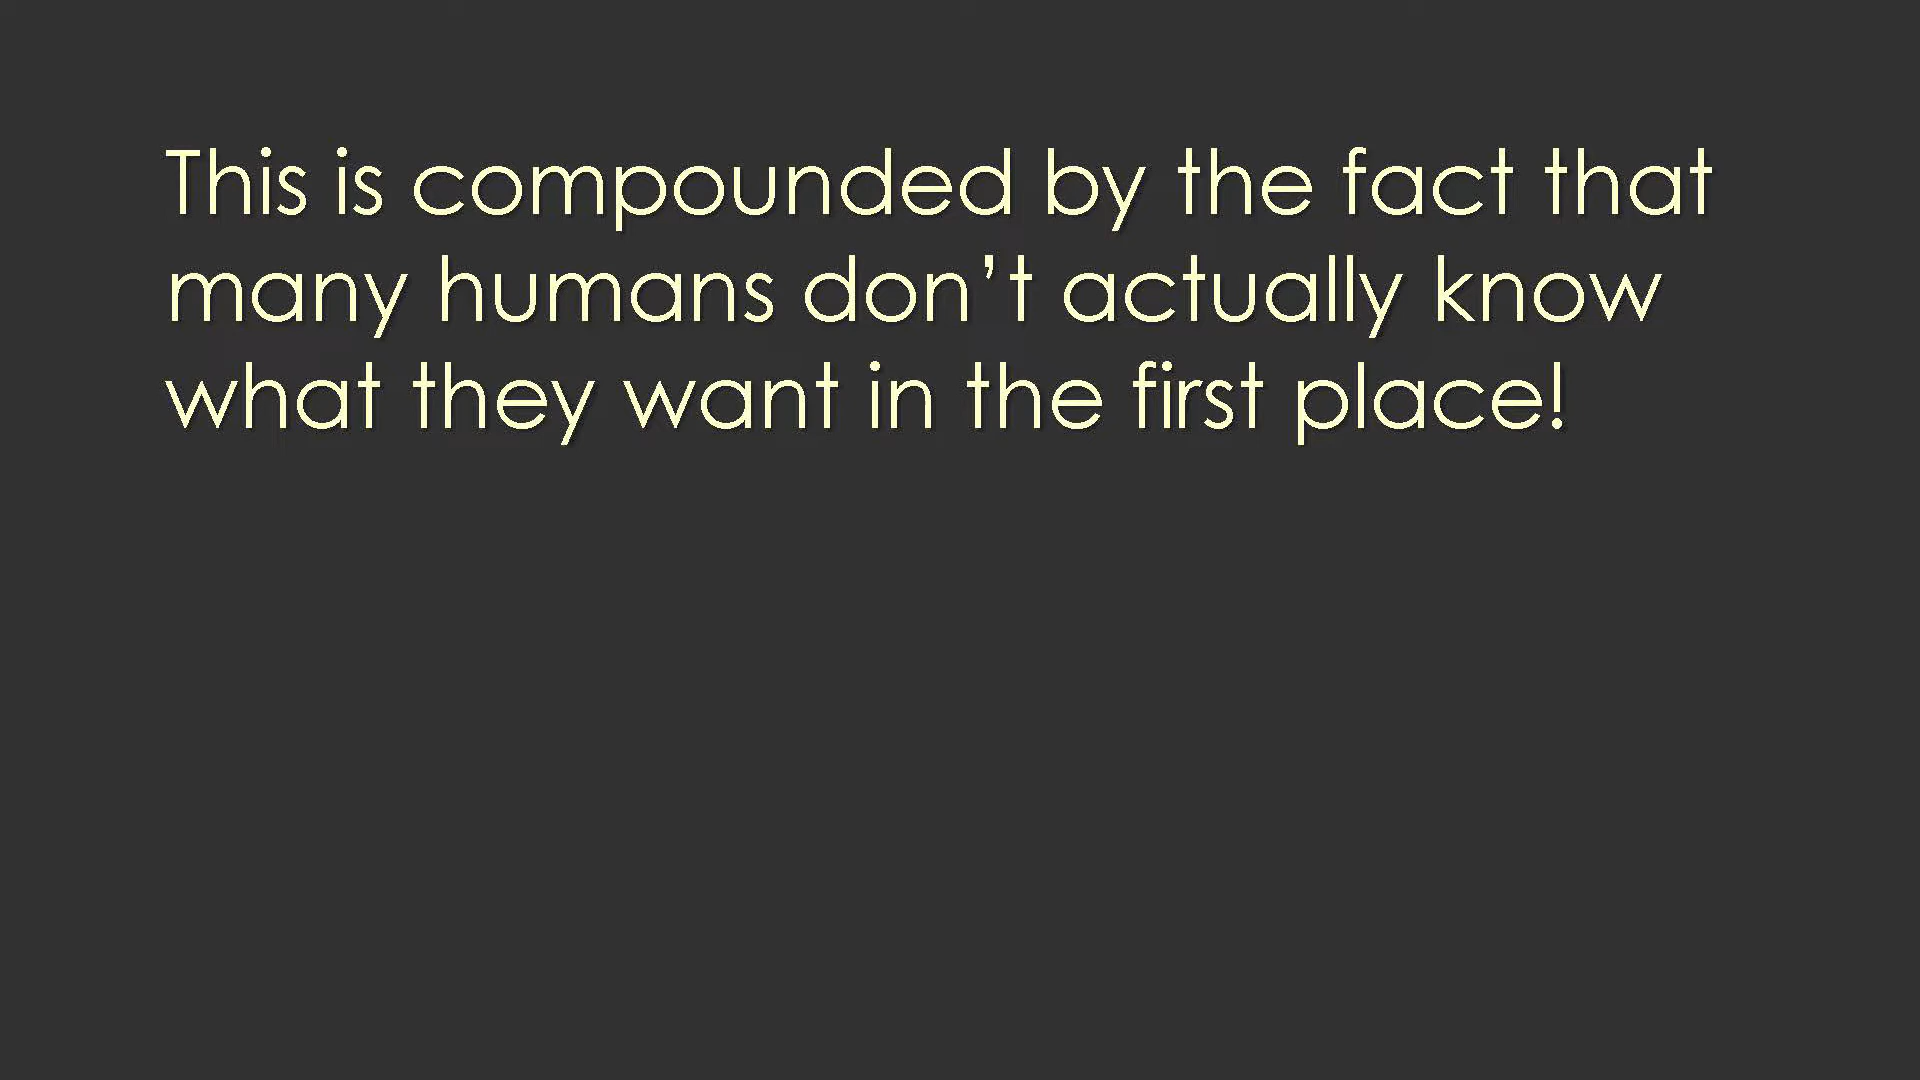 This is compounded by the fact that
many humans don’t actually know
what they want in the first place!